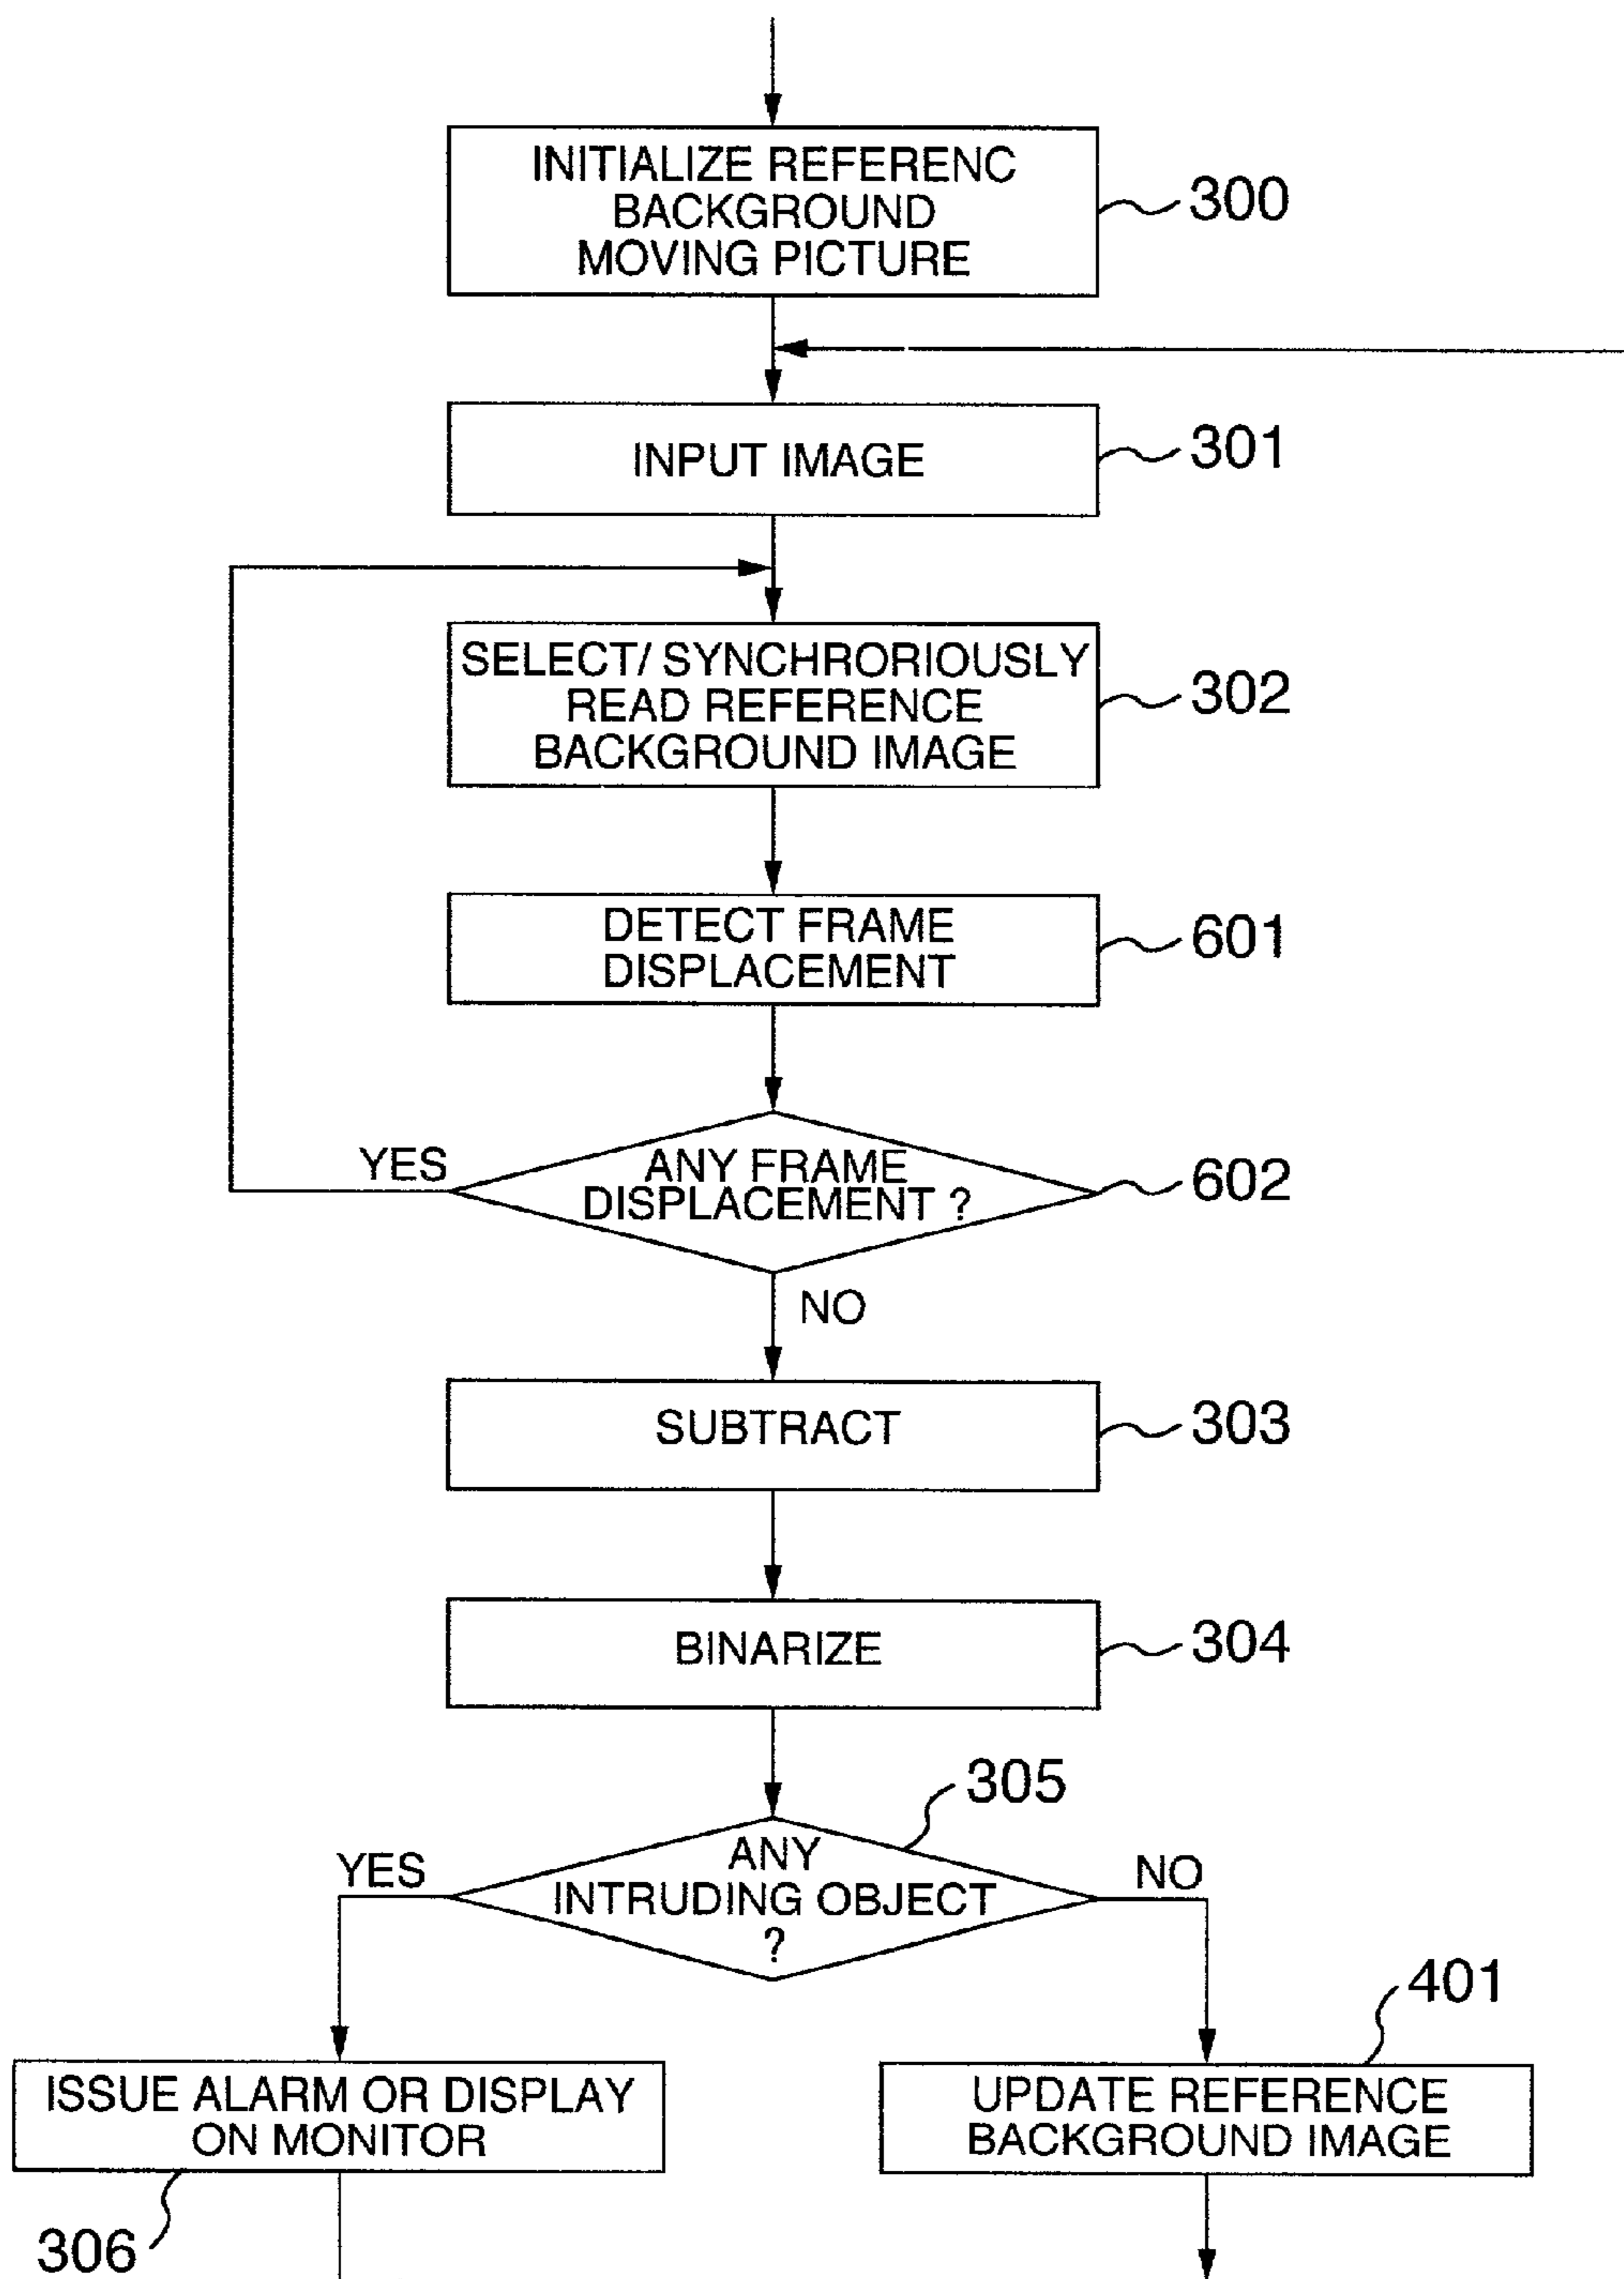 INITIALIZE REFERENC
BACKGROUND
MOVING PICTURE
300
INPUT IMAGE
301
SELECT/ SYNCHRORIOUSLY
READ REFERENCE
BACKGROUND IMAGE
302
DETECT FRAME
DISPLACEMENT
601
YES
ANY FRAME
DISPLACEMENT ?
602
NO
SUBTRACT
303
BINARIZE
304
305
YES
ANY
INTRUDING OBJECT
?
NO
401
ISSUE ALARM OR DISPLAY
ON MONITOR
UPDATE REFERENCE
BACKGROUND IMAGE
306